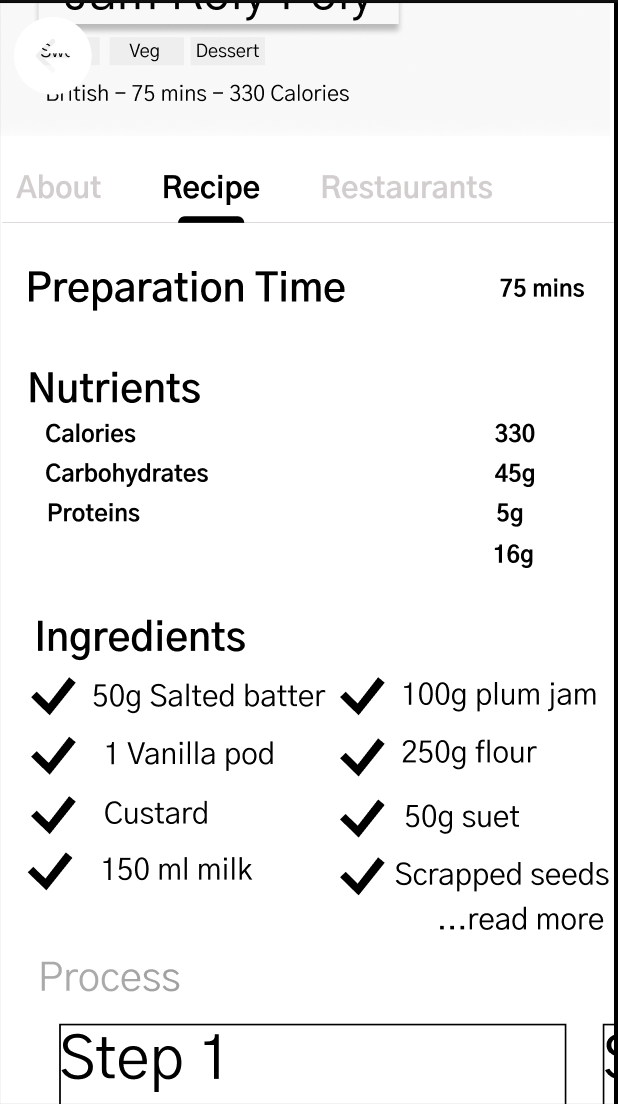 Jam Roly Poly
Veg Dessert
British – 75 mins – 330 Calories
About Recipe Restaurants
Preparation Time 75 mins
Nutrients
Calories 330
Carbohydrates 45g
Proteins 5g
16g
Ingredients
50g Salted batter 100g plum jam
1 Vanilla pod 250g flour
Custard 50g suet
150 ml milk Scrapped seeds
...read more
Process
Step 1